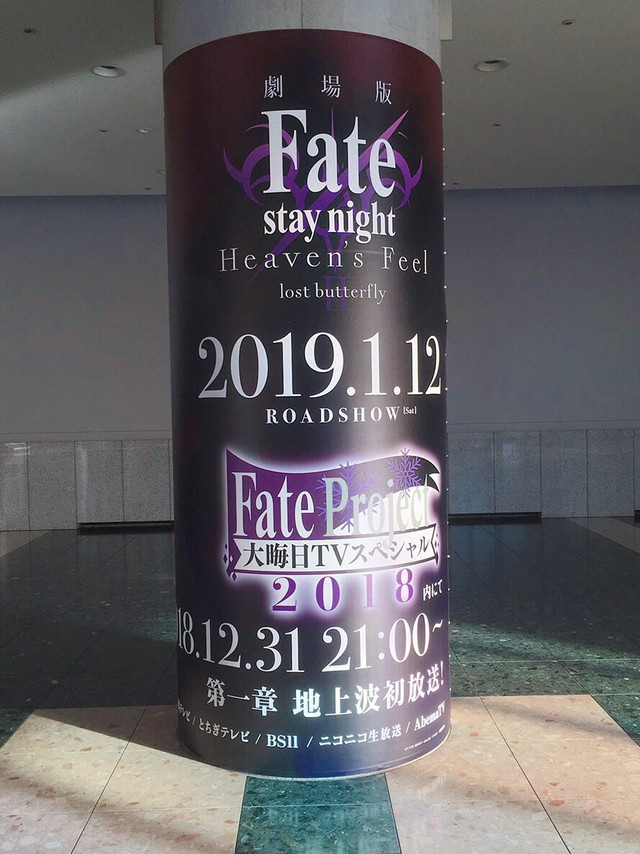 劇場版
Fate
stay night
Heaven's Feel
II
lost butterfly
2019.1.12
ROADSHOW [Sat]
Fate Project
大晦日TVスペシャル
2018 内にて
18.12.31 21:00~
第一章 地上波初放送!
テレビ / とちぎテレビ / BS11 / ニコニコ生放送 / AbemaTV